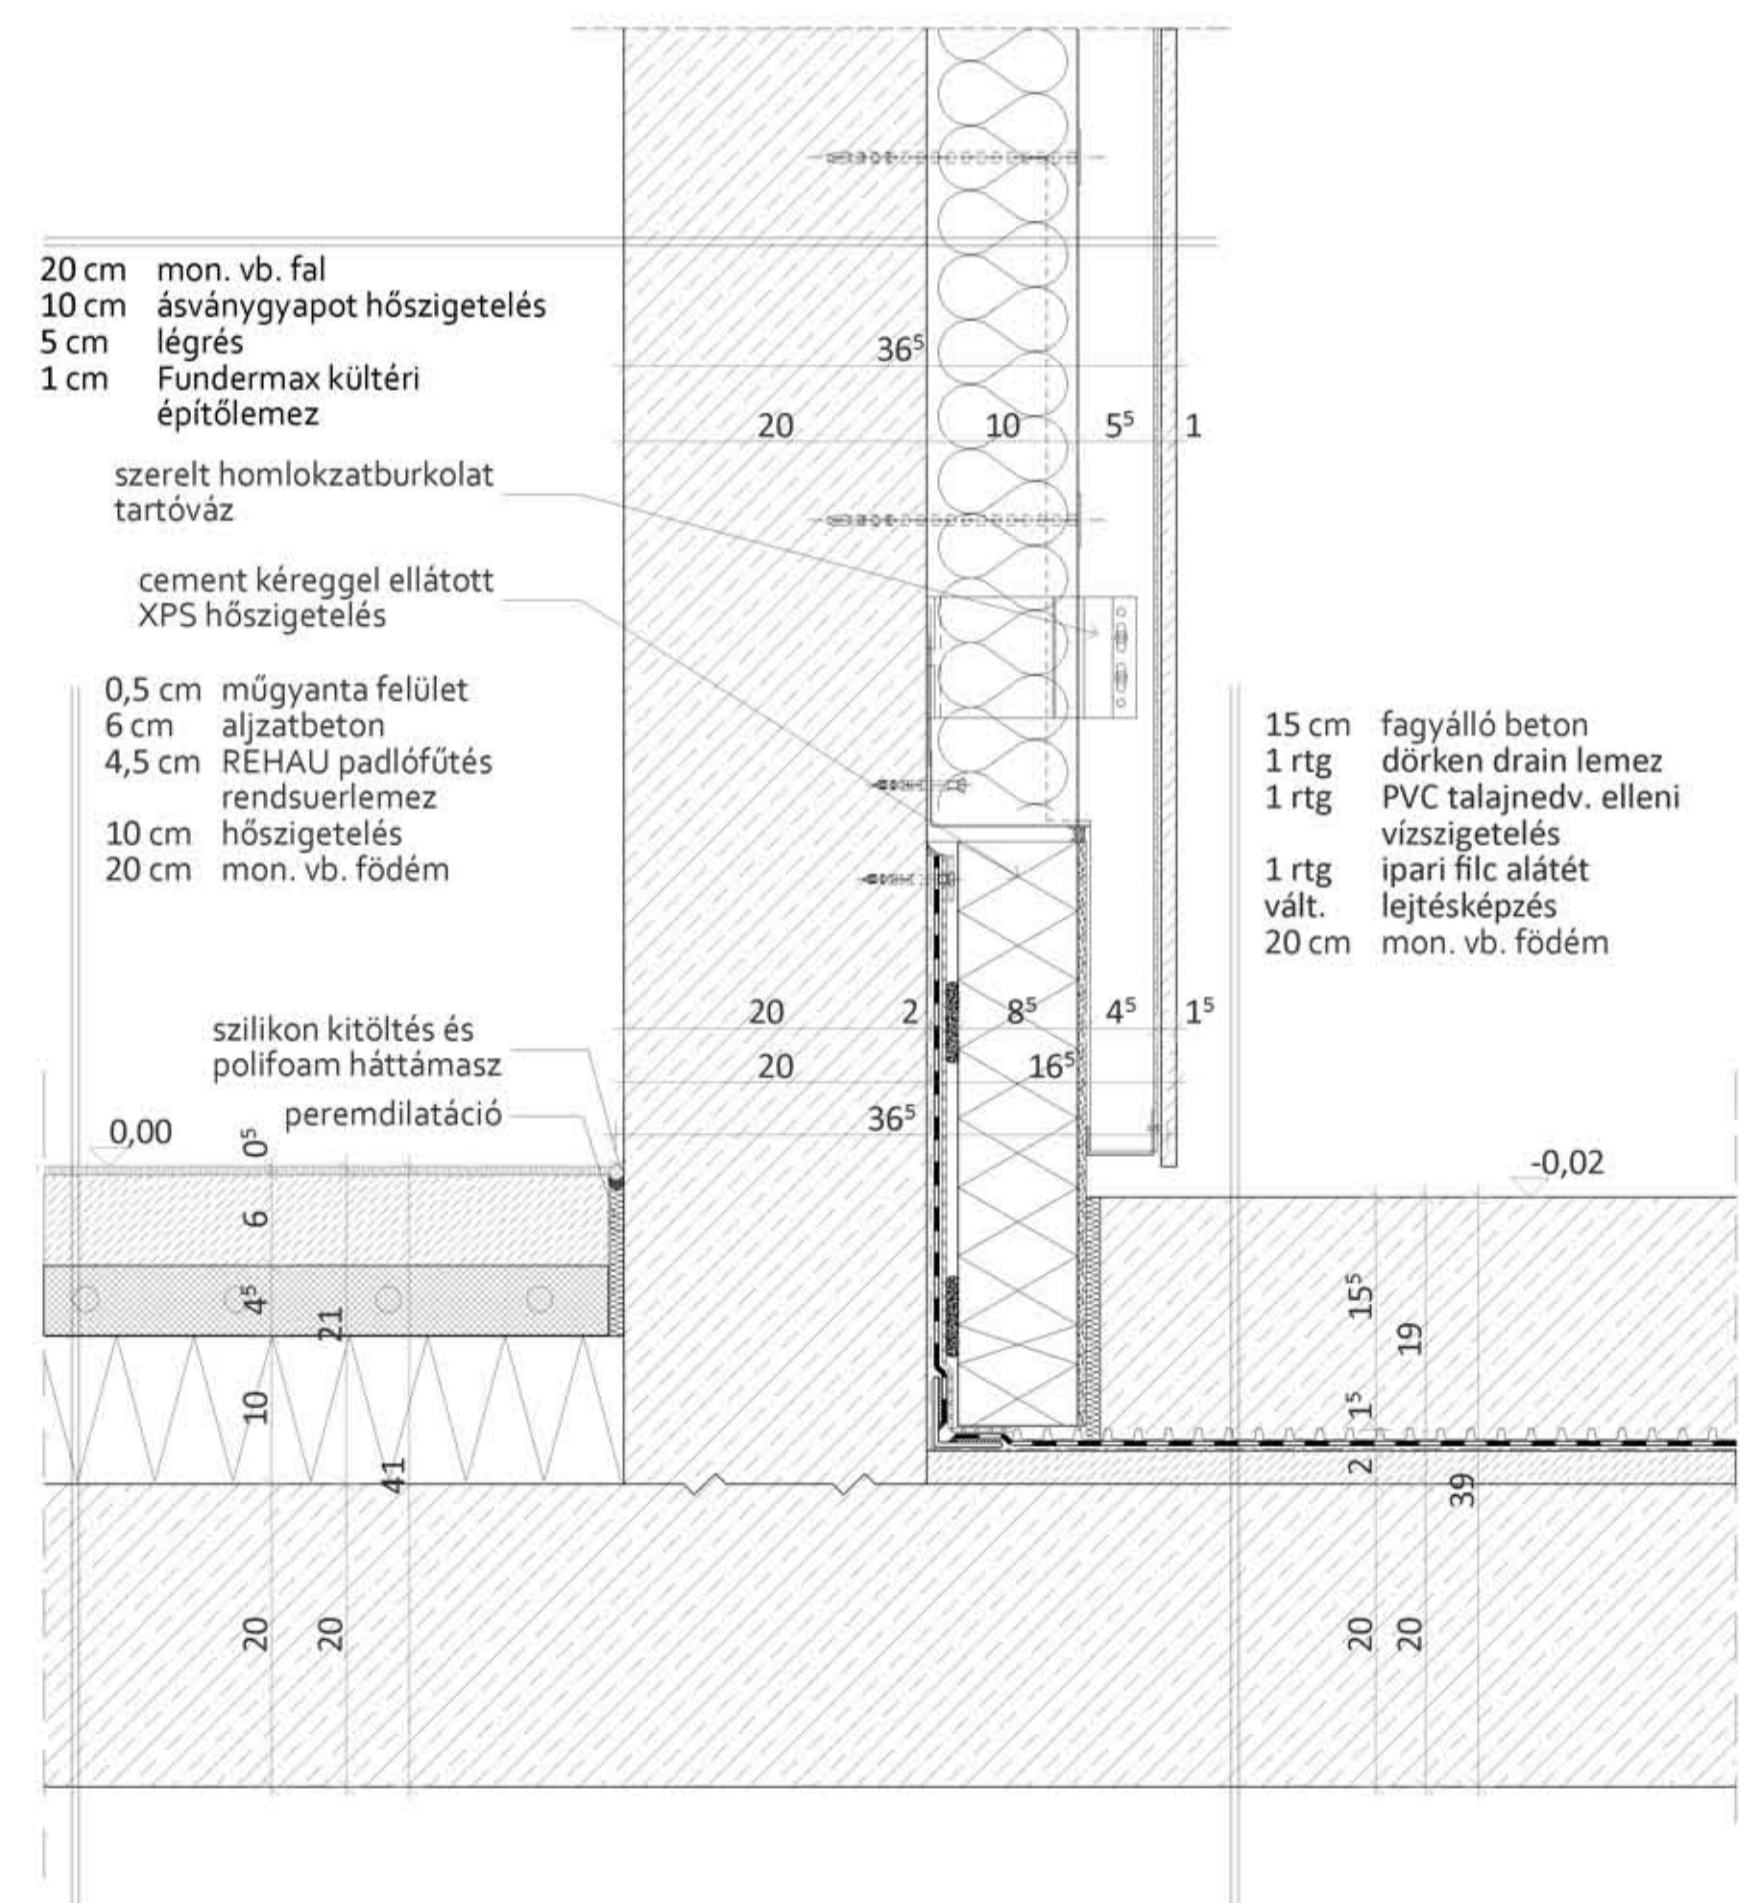 20 cm mon. vb. fal
10 cm ásványgyapot hőszigetelés
5 cm légrés
1 cm Fundermax kültéri
építőlemez
szerelt homlokzatburkolat
tartóváz
cement kéreggel ellátott
XPS hőszigetelés
0,5 cm műgyanta felület
6 cm aljzatbeton
4,5 cm REHAU padlófűtés
rendsuerlemez
10 cm hőszigetelés
20 cm mon. vb. födém
szilikon kitöltés és
polifoam háttámasz
peremdilatáció
36⁵
20 10 5⁵ 1
15 cm fagyálló beton
1 rtg dörken drain lemez
1 rtg PVC talajnedv. elleni
vízszigetelés
1 rtg ipari filc alátét
vált. lejtésképzés
20 cm mon. vb. födém
20 2 8⁵ 4⁵ 1⁵
20 16⁵
36⁵
0,00
-0,02
0⁵
6
4⁵
10
20
21
20
41
15⁵
1⁵
2
20
19
20
39